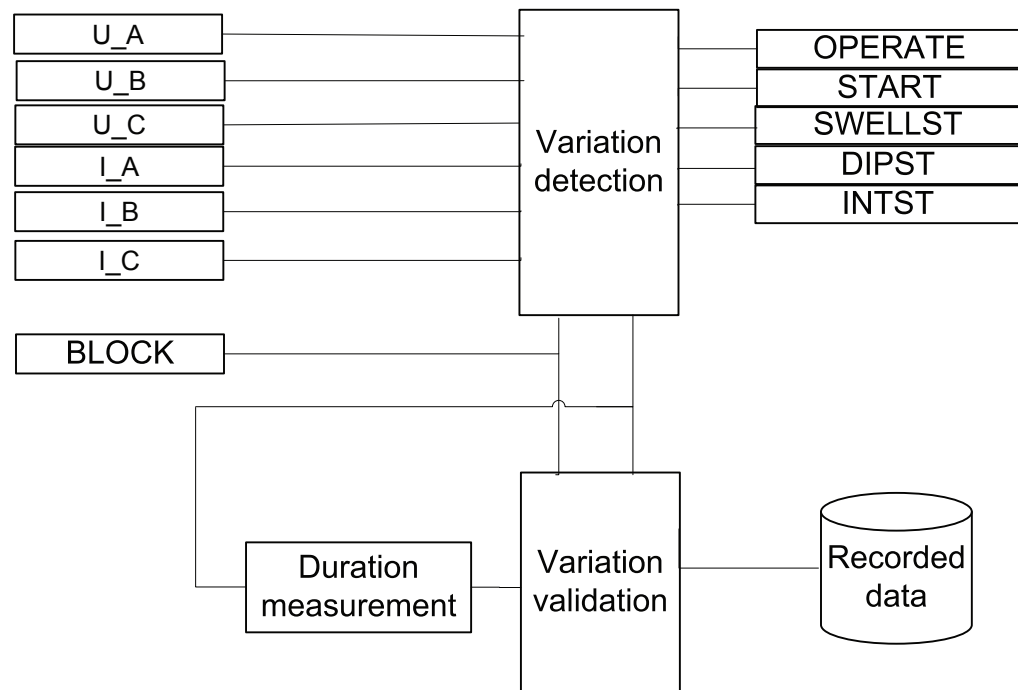 U_A
U_B
U_C
I_A
I_B
I_C
BLOCK
Variation
detection
OPERATE
START
SWELLST
DIPST
INTST
Duration
measurement
Variation
validation
Recorded
data